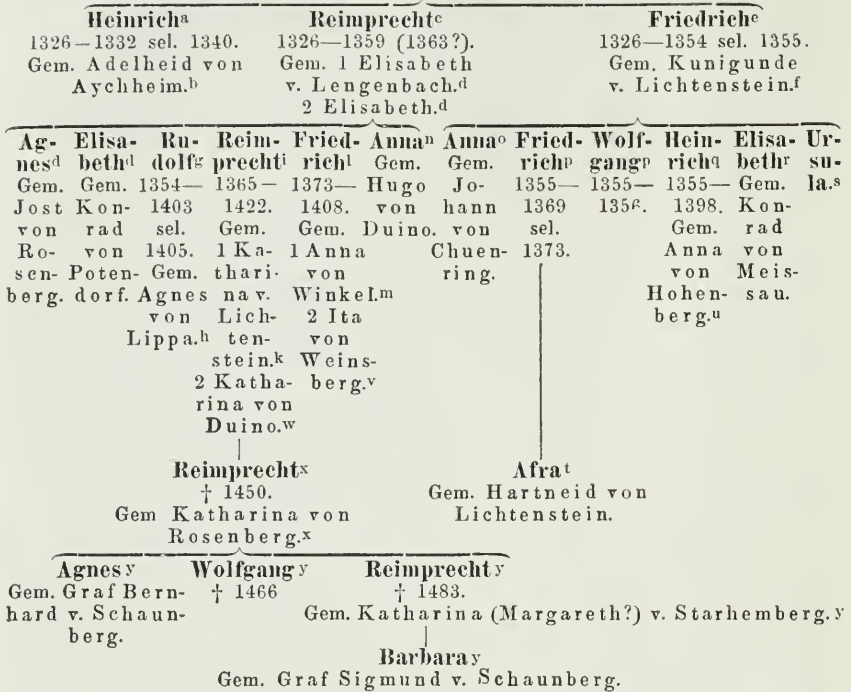 Heinrichᵃ Reimprechtᶜ Friedrichᵉ
1326—1332 sel. 1340. 1326—1359 (1363?). 1326—1354 sel. 1355.
Gem. Adelheid von Gem. 1 Elisabeth Gem. Kunigunde
Aychheim.ᵇ v. Lengenbach.ᵈ v. Lichtenstein.ᶠ
2 Elisabeth.ᵈ
Ag- Elisa- Ru- Reim- Fried- Annaⁿ Annaᵒ Fried- Wolf- Hein- Elisa- Ur-
nesᵈ bethᵈ dolfᵍ prechtⁱ richˡ Gem. Gem. richᵖ gangᵖ richq bethʳ su-
Gem. Gem. 1354— 1365— 1373— Hugo Jo- 1355— 1355— 1355— Gem. la.ˢ
Jost Kon- 1403 1422. 1408. von hann 1369 1356. 1398. Kon-
von rad sel. Gem. Gem. Duino. von sel. Gem. rad
Ro- von 1405. 1 Ka- 1 Anna Chuen- 1373. Anna von
sen- Poten- Gem. thari- von ring. von Meis-
berg. dorf. Agnes na v. Winkel.ᵐ Hohen- sau.
von Lich- 2 Ita berg.ᵘ
Lippa.ʰ ten- von
stein.ᵏ Weins-
2 Katha- berg.ᵛ
rina von
Duino.ʷ
Reimprechtˣ Afraᵗ
† 1450. Gem. Hartneid von
Gem Katharina von Lichtenstein.
Rosenberg.ˣ
Agnesʸ Wolfgangʸ Reimprechtʸ
Gem. Graf Bern- † 1466 † 1483.
hard v. Schaun- Gem. Katharina (Margareth?) v. Starhemberg.ʸ
berg.
Barbaraʸ
Gem. Graf Sigmund v. Schaunberg.